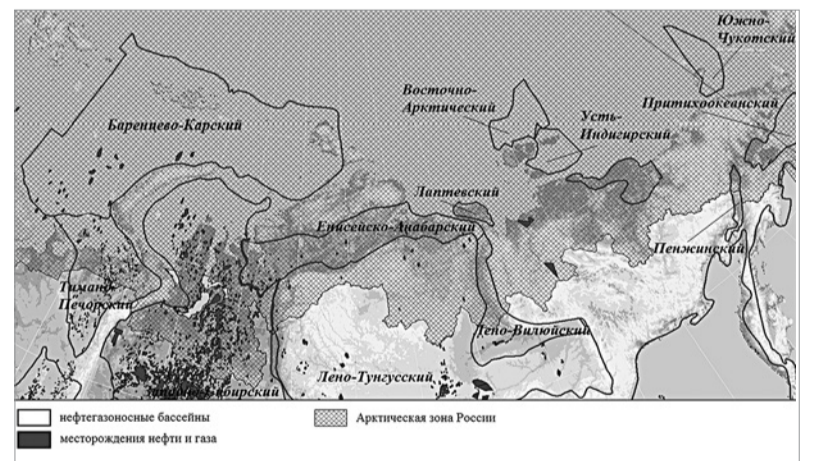 Южно-
Чукотский
Восточно-
Арктический
Усть-
Индигирский
Притихоокеанский
Баренцево-Карский
Лаптевский
Енисейско-Анабарский
Пенжинский
Тимано-
Печорский
Лено-Вилюйский
Лено-Тунгусский
нефтегазоносные бассейны
Арктическая зона России
месторождения нефти и газа